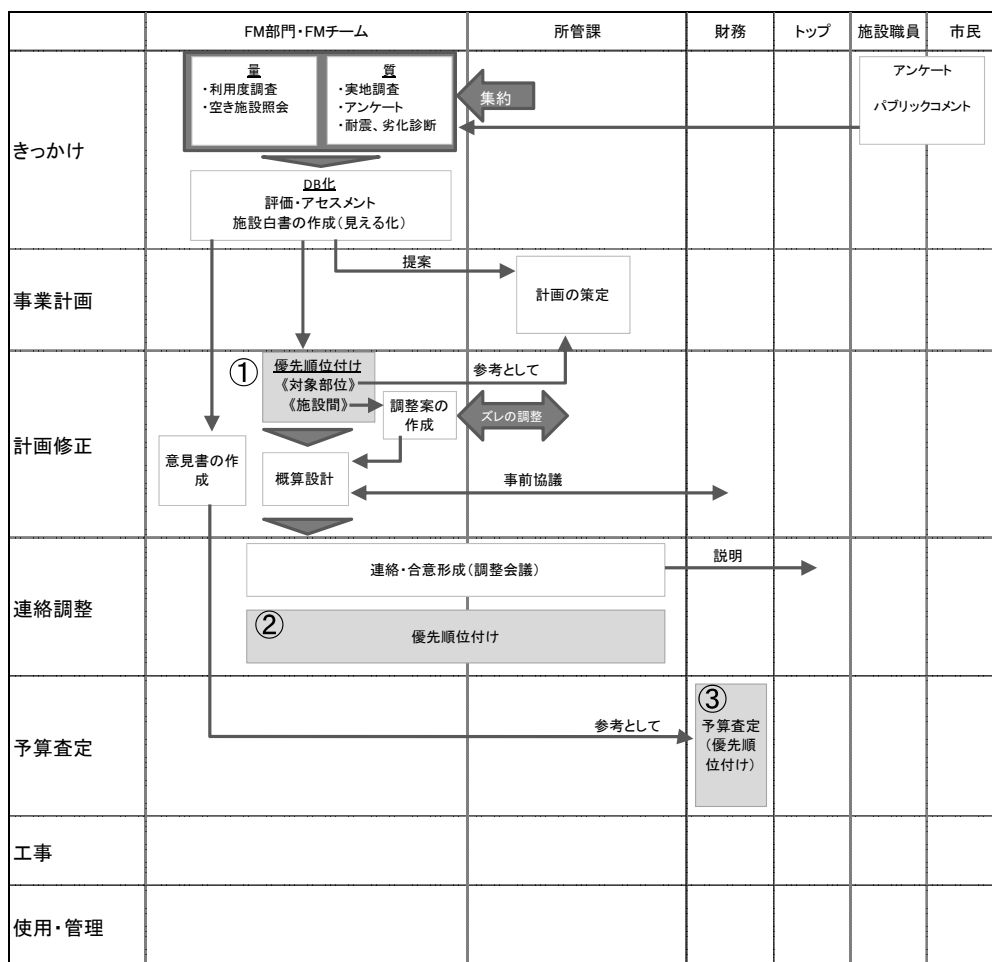 FM部門・FMチーム
所管課
財務
トップ
施設職員
市民
きっかけ
量
・利用度調査
・空き施設照会
質
・実地調査
・アンケート
・耐震、劣化診断
集約
アンケート
パブリックコメント
DB化
評価・アセスメント
施設白書の作成(見える化)
事業計画
提案
計画の策定
計画修正
①
優先順位付け
《対象部位》
《施設間》
参考として
調整案の
作成
ズレの調整
意見書の作
成
概算設計
事前協議
連絡調整
連絡・合意形成(調整会議)
説明
②
優先順位付け
予算査定
参考として
③
予算査定
(優先順
位付け)
工事
使用・管理